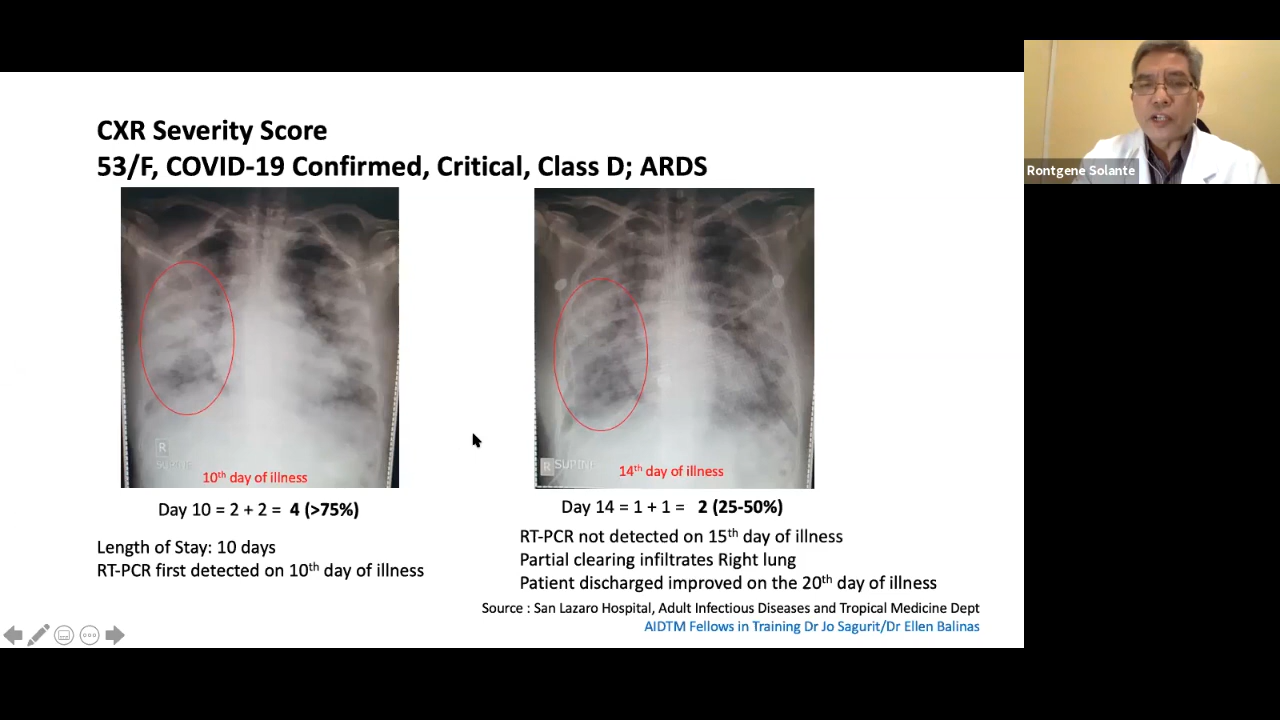 CXR Severity Score
53/F, COVID-19 Confirmed, Critical, Class D; ARDS
R
SUPINE
10th day of illness
R SUPINE
14th day of illness
Day 10 = 2 + 2 = 4 (>75%)
Length of Stay: 10 days
RT-PCR first detected on 10th day of illness
Day 14 = 1 + 1 = 2 (25-50%)
RT-PCR not detected on 15th day of illness
Partial clearing infiltrates Right lung
Patient discharged improved on the 20th day of illness
Source : San Lazaro Hospital, Adult Infectious Diseases and Tropical Medicine Dept
AIDTM Fellows in Training Dr Jo Sagurit/Dr Ellen Balinas
Rontgene Solante